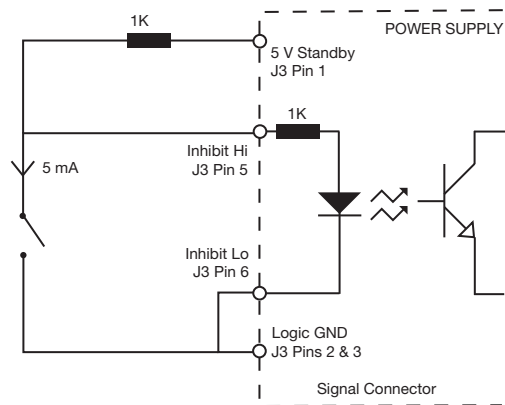 POWER SUPPLY
1K
5 V Standby
J3 Pin 1
1K
Inhibit Hi
J3 Pin 5
5 mA
Inhibit Lo
J3 Pin 6
Logic GND
J3 Pins 2 & 3
Signal Connector